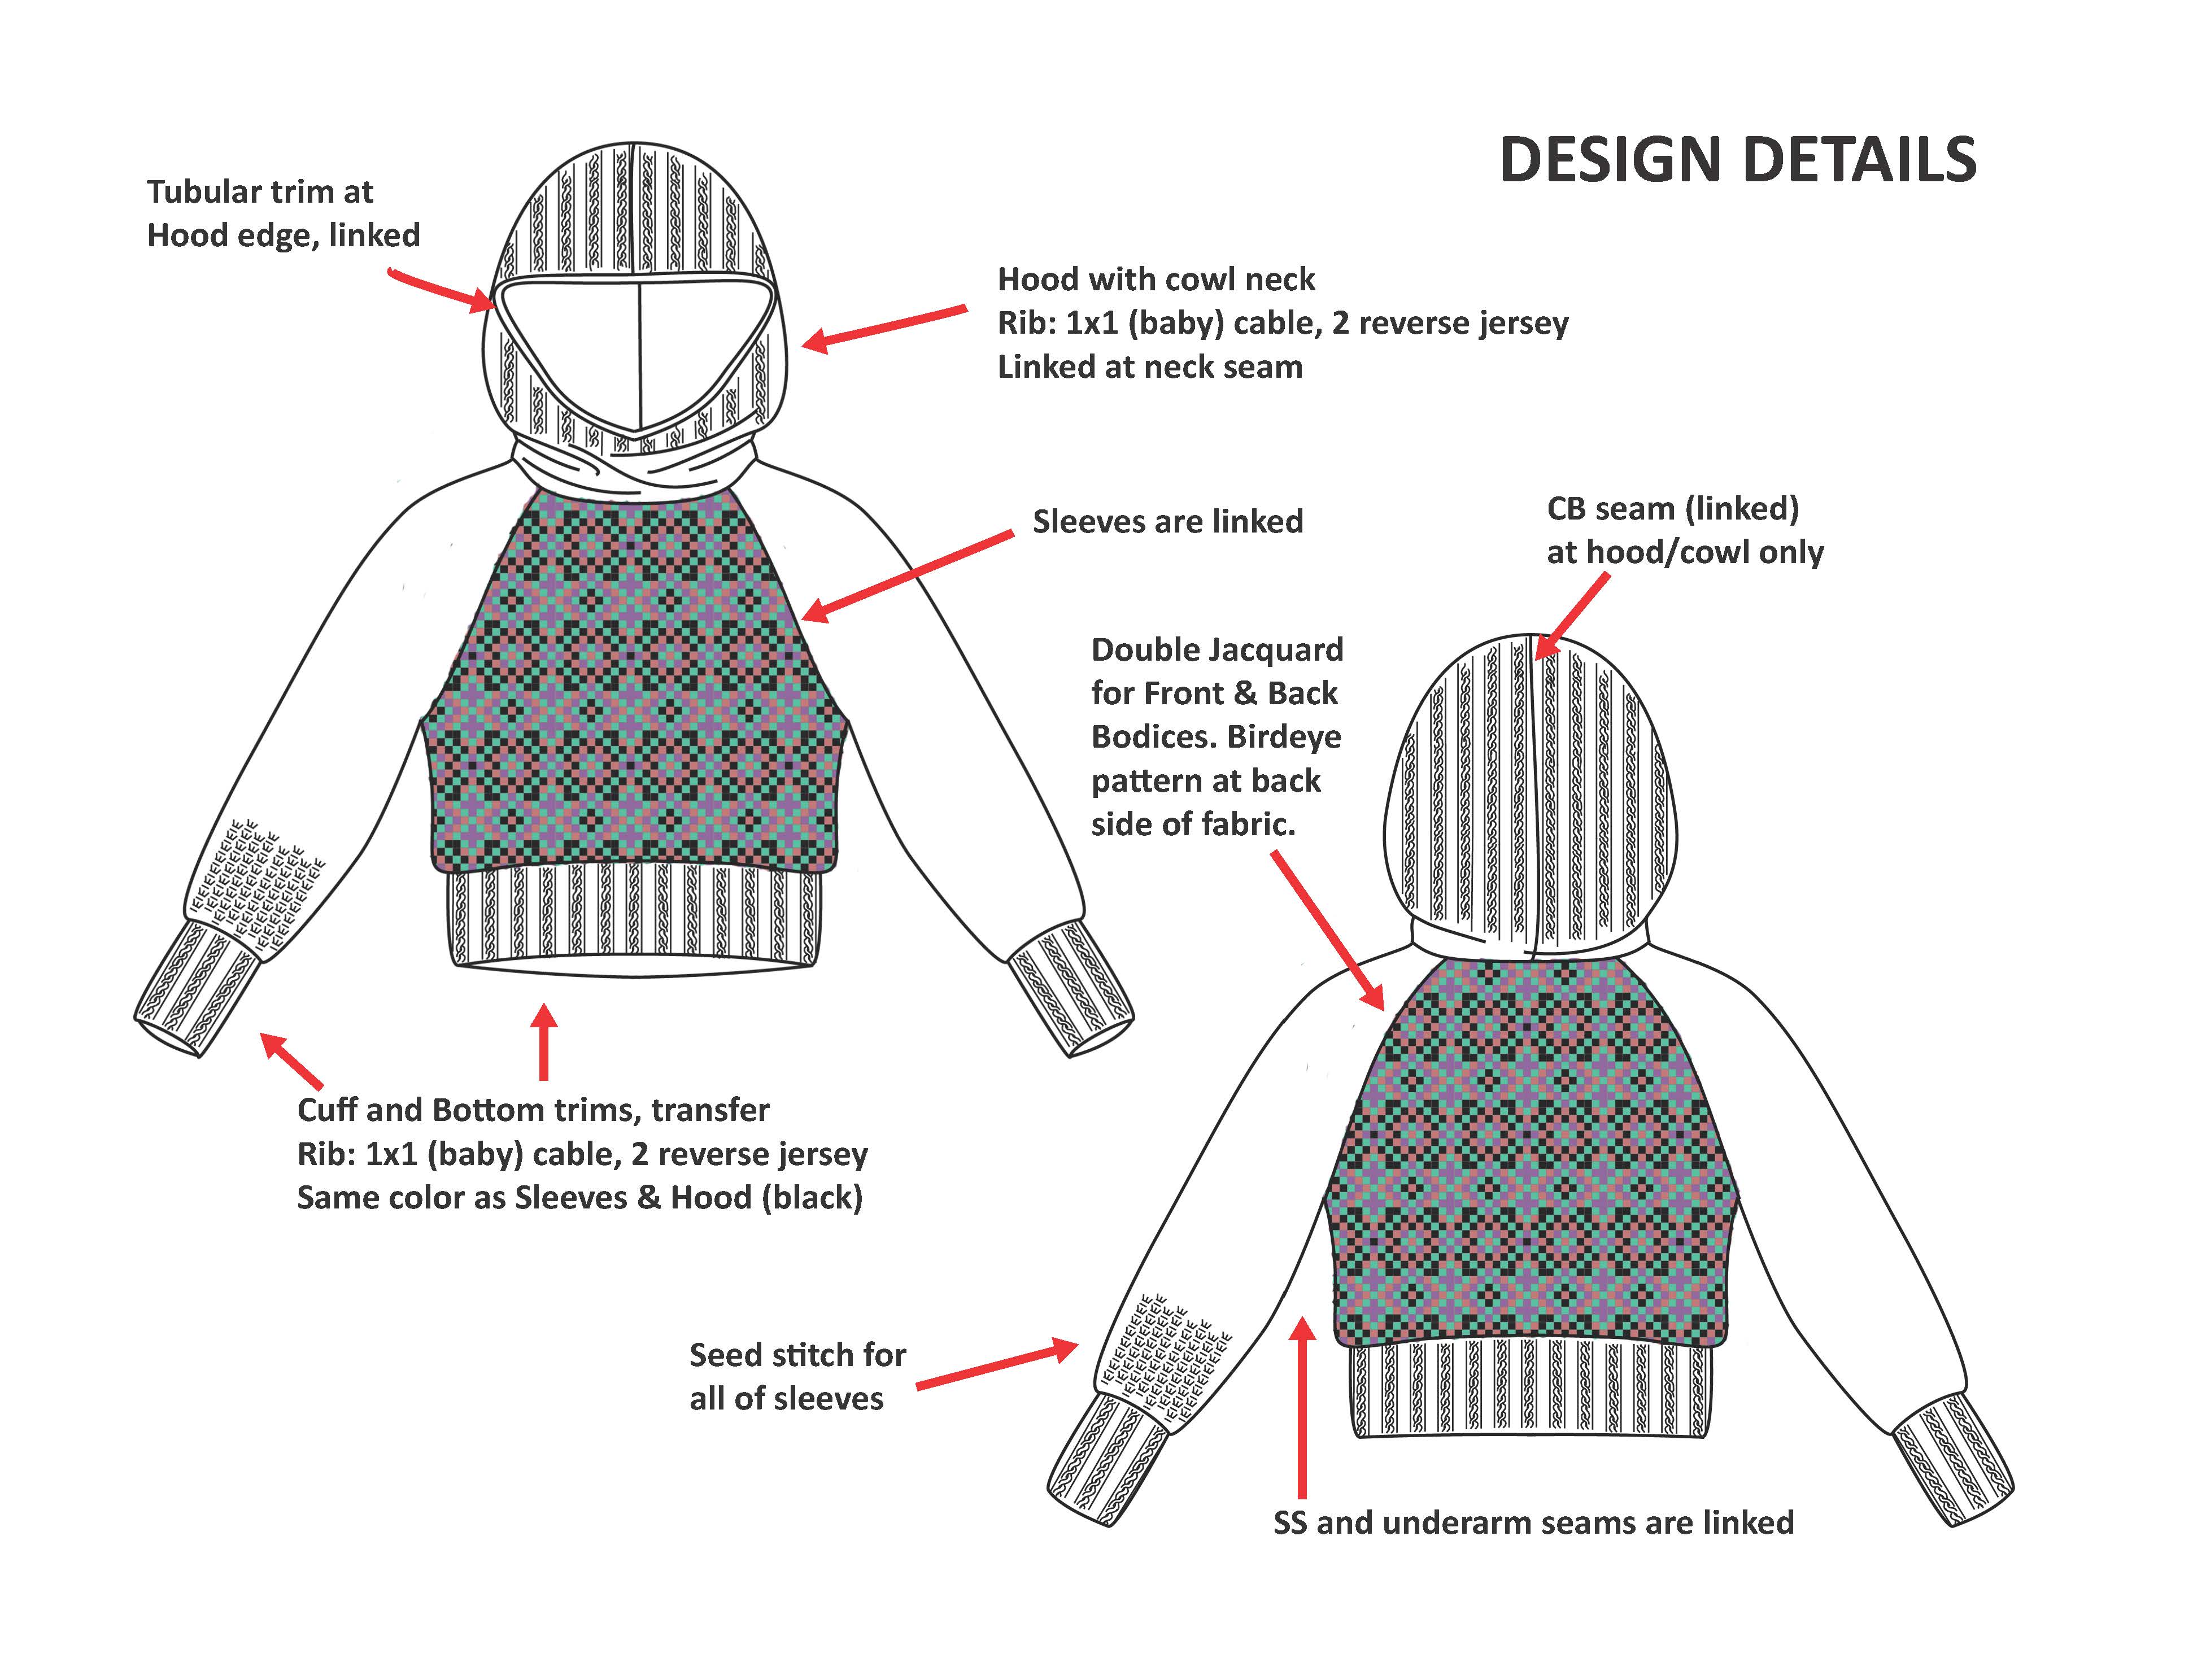 DESIGN DETAILS
Tubular trim at
Hood edge, linked
Hood with cowl neck
Rib: 1x1 (baby) cable, 2 reverse jersey
Linked at neck seam
Sleeves are linked
CB seam (linked)
at hood/cowl only
Double Jacquard
for Front & Back
Bodices. Birdeye
pattern at back
side of fabric.
Cuff and Bottom trims, transfer
Rib: 1x1 (baby) cable, 2 reverse jersey
Same color as Sleeves & Hood (black)
Seed stitch for
all of sleeves
SS and underarm seams are linked